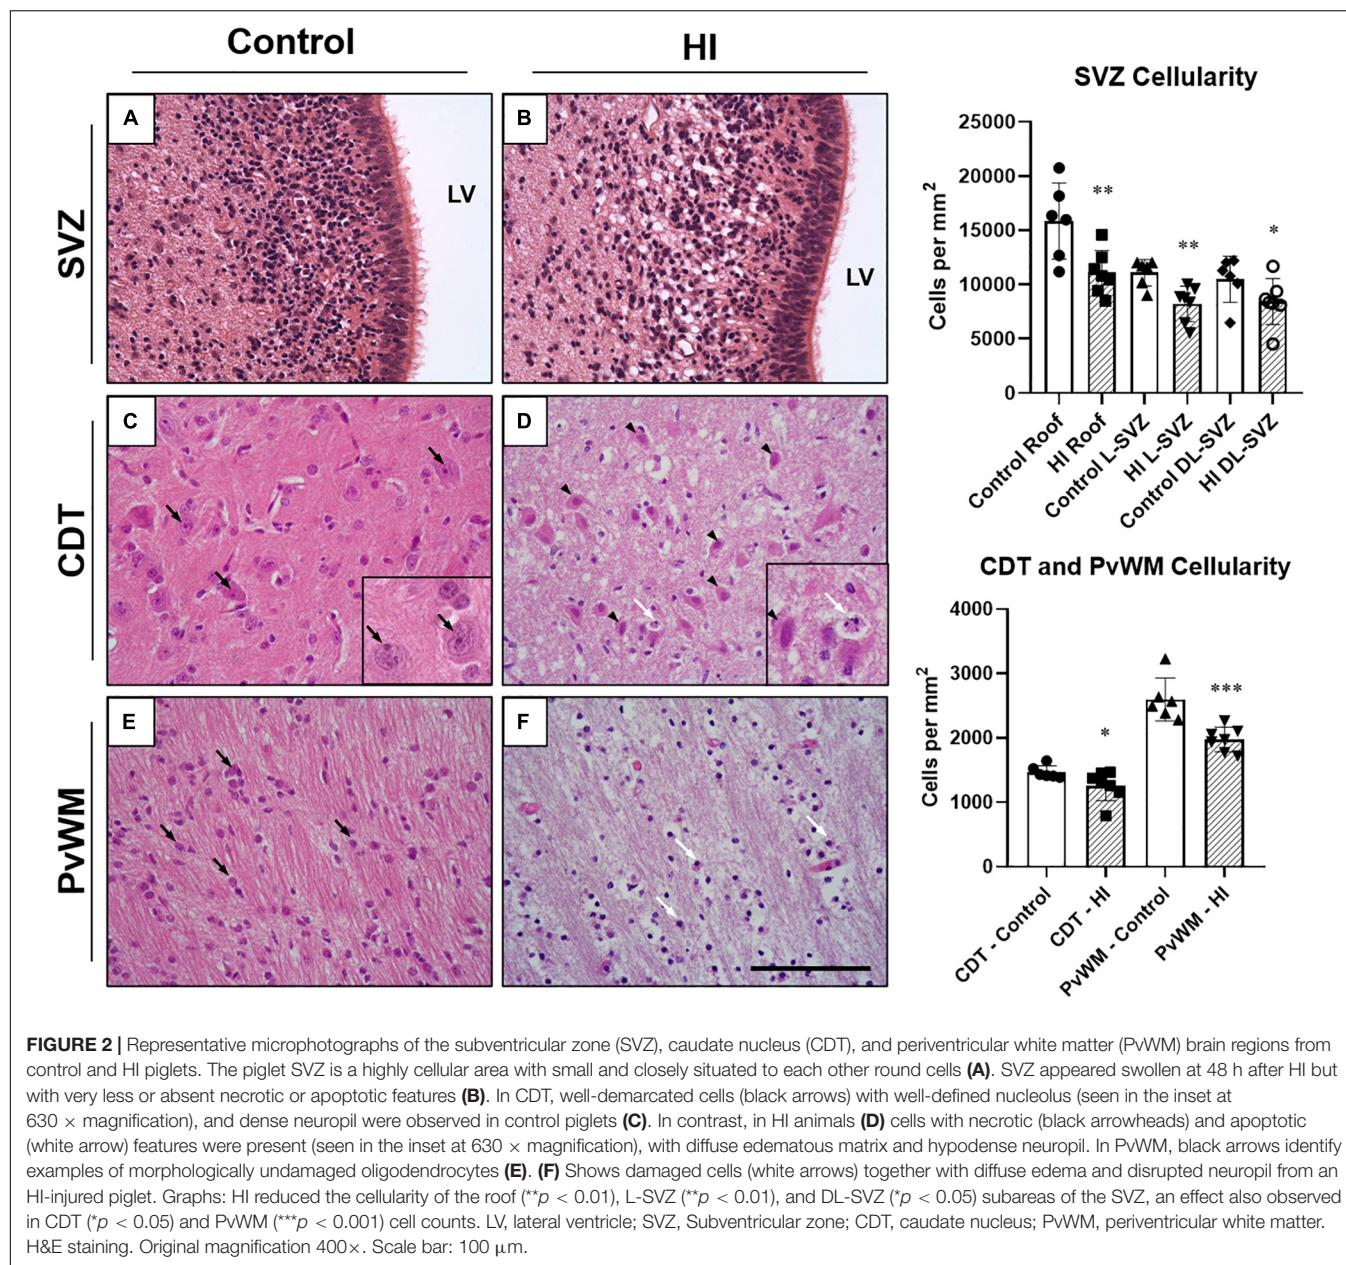 Control
HI
SVZ
A
LV
B
LV
CDT
C
D
PvWM
E
F
SVZ Cellularity
Cells per mm²
25000
20000
15000
10000
5000
0
**
**
*
Control Roof
HI Roof
Control L-SVZ
HI L-SVZ
Control DL-SVZ
HI DL-SVZ
CDT and PvWM Cellularity
Cells per mm²
4000
3000
2000
1000
0
*
***
CDT - Control
CDT - HI
PvWM - Control
PvWM - HI
FIGURE 2 | Representative microphotographs of the subventricular zone (SVZ), caudate nucleus (CDT), and periventricular white matter (PvWM) brain regions from
control and HI piglets. The piglet SVZ is a highly cellular area with small and closely situated to each other round cells (A). SVZ appeared swollen at 48 h after HI but
with very less or absent necrotic or apoptotic features (B). In CDT, well-demarcated cells (black arrows) with well-defined nucleolus (seen in the inset at
630 × magnification), and dense neuropil were observed in control piglets (C). In contrast, in HI animals (D) cells with necrotic (black arrowheads) and apoptotic
(white arrow) features were present (seen in the inset at 630 × magnification), with diffuse edematous matrix and hypodense neuropil. In PvWM, black arrows identify
examples of morphologically undamaged oligodendrocytes (E). (F) Shows damaged cells (white arrows) together with diffuse edema and disrupted neuropil from an
HI-injured piglet. Graphs: HI reduced the cellularity of the roof (**p < 0.01), L-SVZ (**p < 0.01), and DL-SVZ (*p < 0.05) subareas of the SVZ, an effect also observed
in CDT (*p < 0.05) and PvWM (***p < 0.001) cell counts. LV, lateral ventricle; SVZ, Subventricular zone; CDT, caudate nucleus; PvWM, periventricular white matter.
H&E staining. Original magnification 400×. Scale bar: 100 μm.